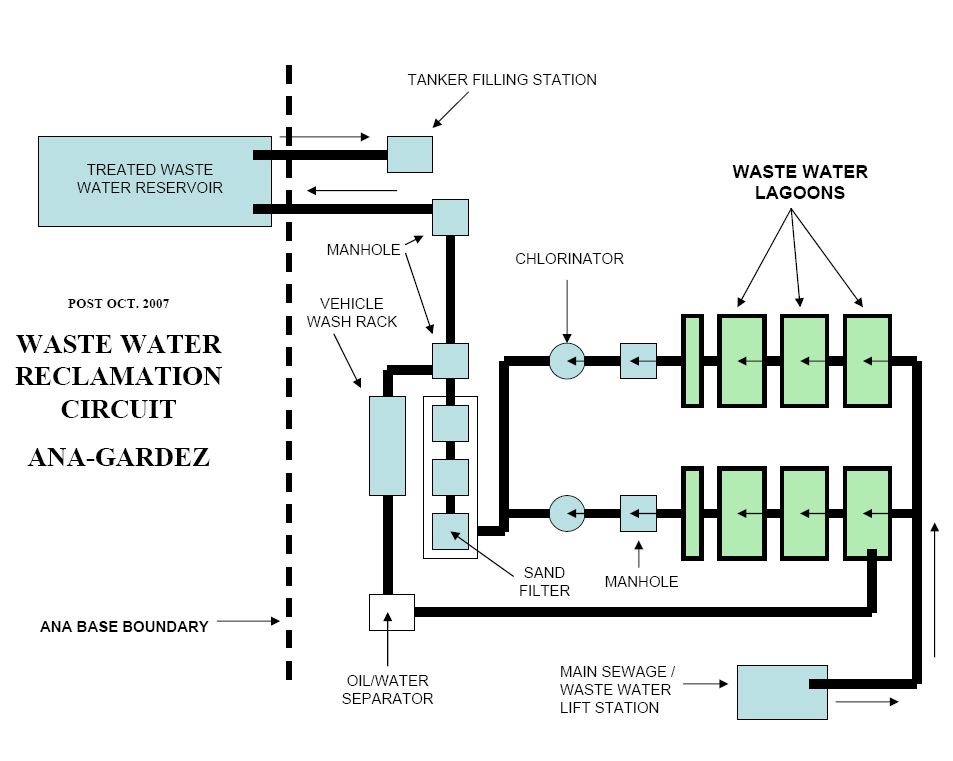 TANKER FILLING STATION
TREATED WASTE
WATER RESERVOIR
WASTE WATER
LAGOONS
MANHOLE
CHLORINATOR
POST OCT. 2007
VEHICLE
WASH RACK
WASTE WATER
RECLAMATION
CIRCUIT
ANA-GARDEZ
SAND
FILTER
MANHOLE
ANA BASE BOUNDARY
OIL/WATER
SEPARATOR
MAIN SEWAGE /
WASTE WATER
LIFT STATION